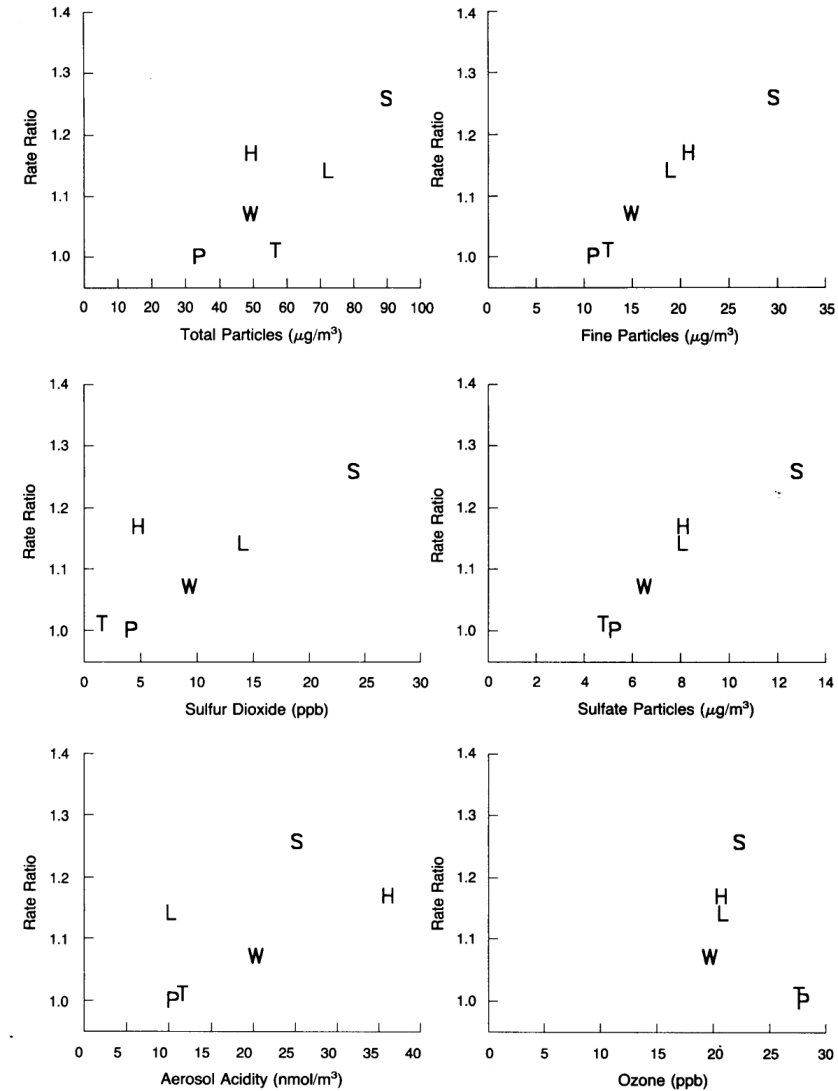 1.4
1.3
1.2
1.1
1.0
Rate Ratio
S
H
L
W
P
T
0 10 20 30 40 50 60 70 80 90 100
Total Particles (μg/m³)
1.4
1.3
1.2
1.1
1.0
Rate Ratio
S
H
L
W
T
P
0 5 10 15 20 25 30 35
Fine Particles (μg/m³)
1.4
1.3
1.2
1.1
1.0
Rate Ratio
S
H
L
W
T
P
0 5 10 15 20 25 30
Sulfur Dioxide (ppb)
1.4
1.3
1.2
1.1
1.0
Rate Ratio
S
H
L
W
T
P
0 2 4 6 8 10 12 14
Sulfate Particles (μg/m³)
1.4
1.3
1.2
1.1
1.0
Rate Ratio
S
H
L
W
P
T
0 5 10 15 20 25 30 35 40
Aerosol Acidity (nmol/m³)
1.4
1.3
1.2
1.1
1.0
Rate Ratio
S
H
L
W
T
P
0 5 10 15 20 25 30
Ozone (ppb)